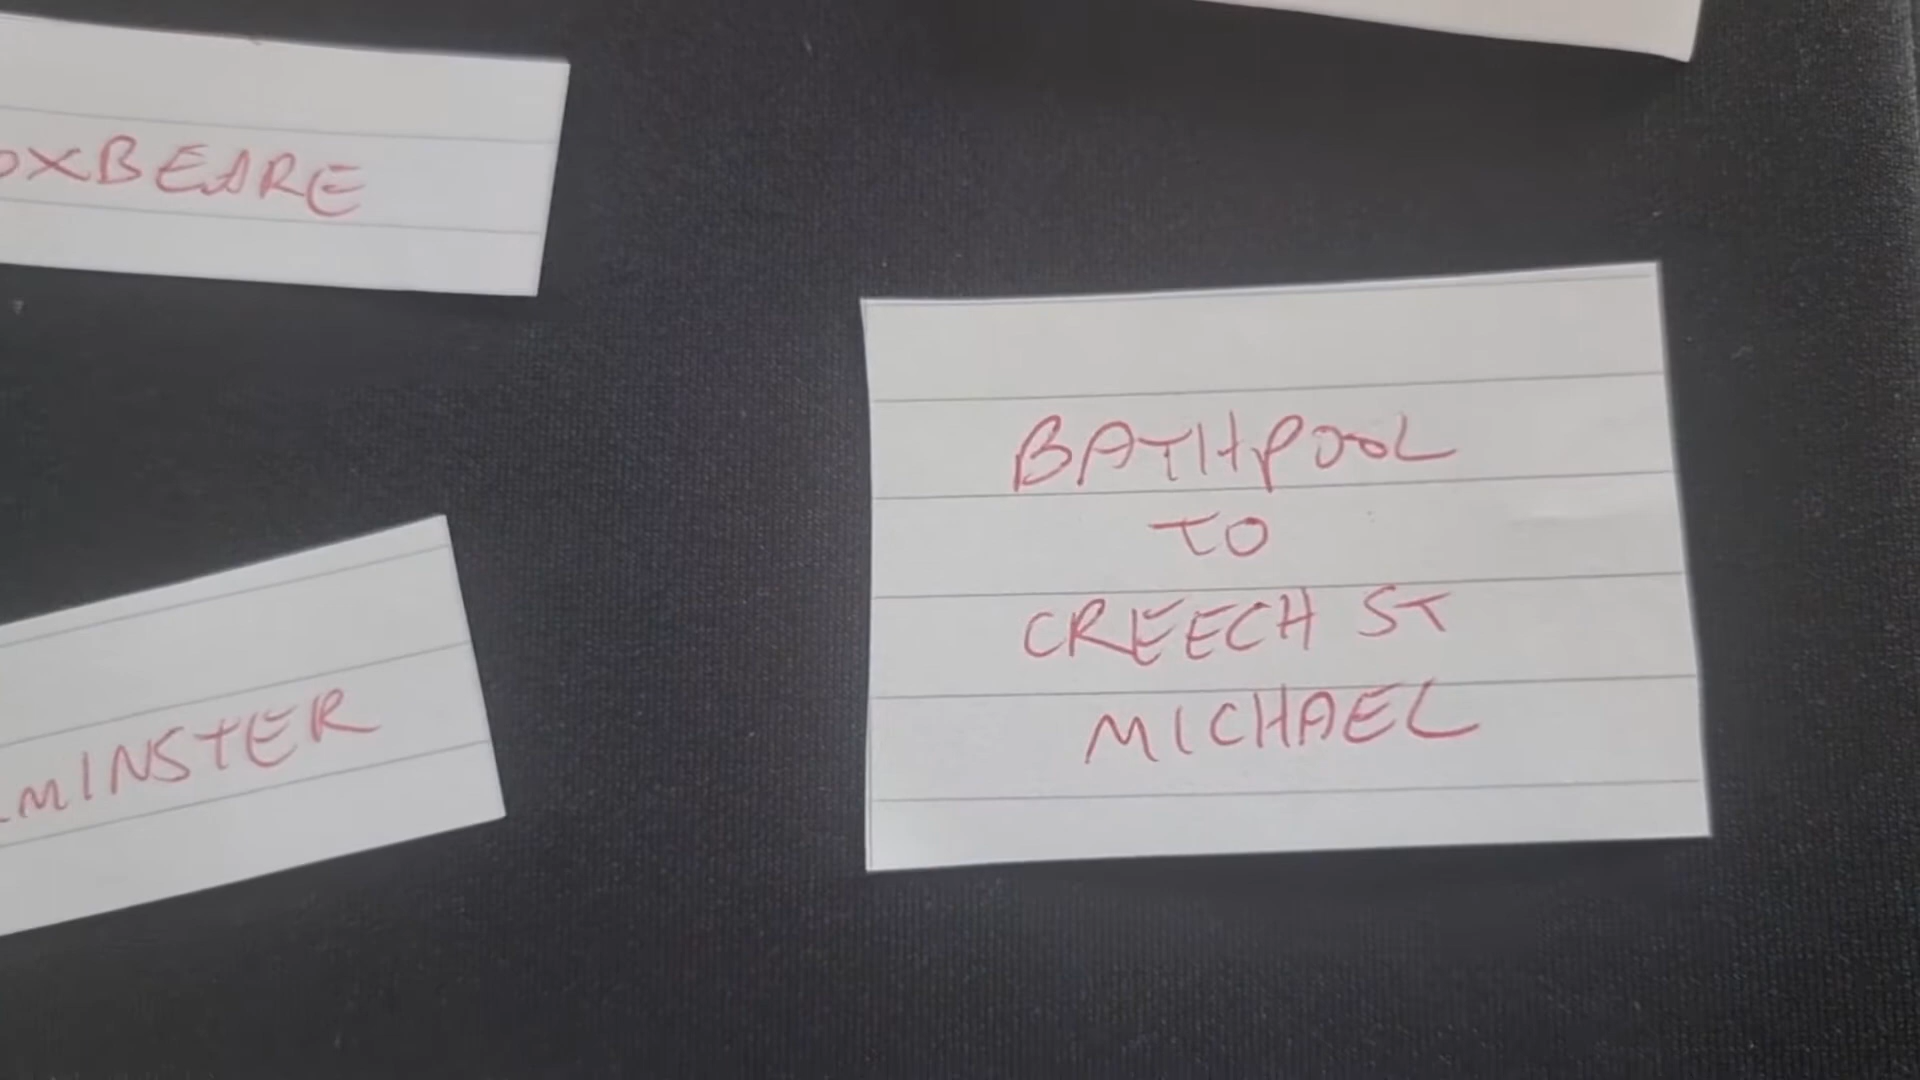 OXBEARE
MINSTER
BATHPOOL
TO
CREECH ST
MICHAEL